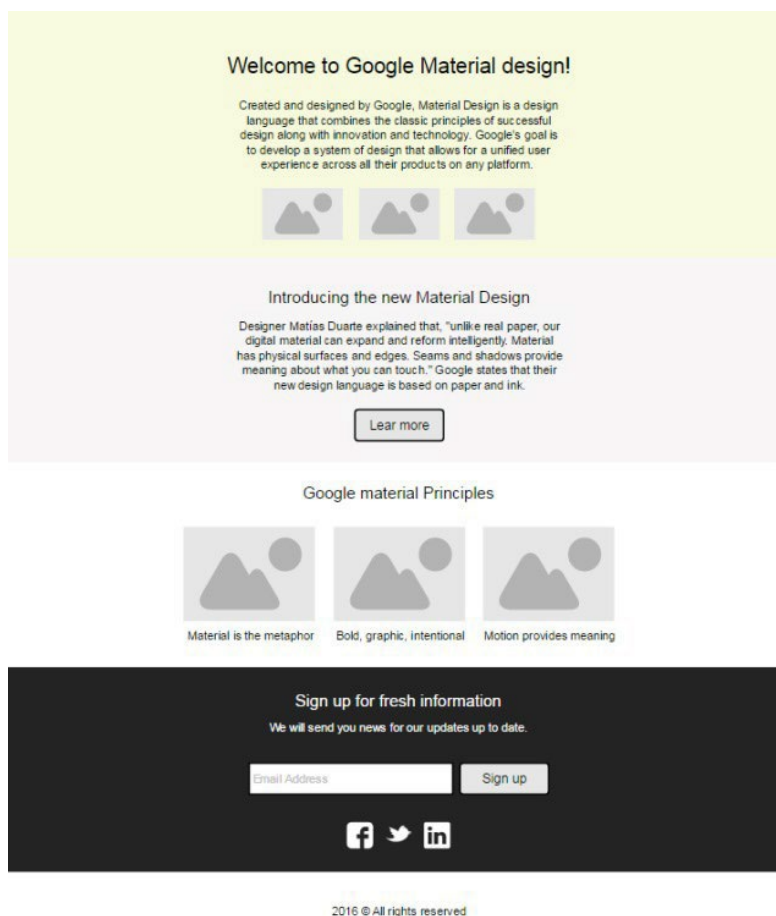 Welcome to Google Material design!
Created and designed by Google, Material Design is a design
language that combines the classic principles of successful
design along with innovation and technology. Google's goal is
to develop a system of design that allows for a unified user
experience across all their products on any platform.
Introducing the new Material Design
Designer Matías Duarte explained that, "unlike real paper, our
digital material can expand and reform intelligently. Material
has physical surfaces and edges. Seams and shadows provide
meaning about what you can touch." Google states that their
new design language is based on paper and ink.
Lear more
Google material Principles
Material is the metaphor
Bold, graphic, intentional
Motion provides meaning
Sign up for fresh information
We will send you news for our updates up to date.
Email Address
Sign up
2016 © All rights reserved